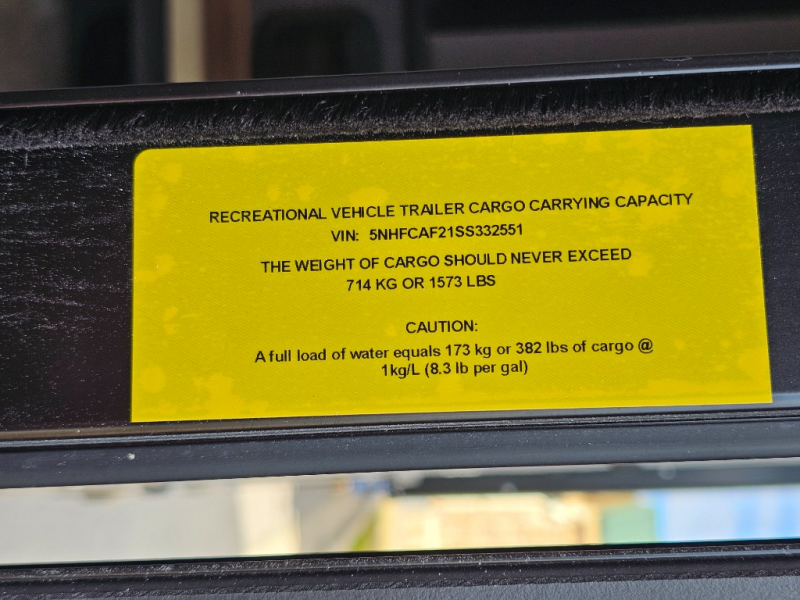 RECREATIONAL VEHICLE TRAILER CARGO CARRYING CAPACITY
VIN: 5NHFCAF21SS332551
THE WEIGHT OF CARGO SHOULD NEVER EXCEED
714 KG OR 1573 LBS
CAUTION:
A full load of water equals 173 kg or 382 lbs of cargo @
1kg/L (8.3 lb per gal)